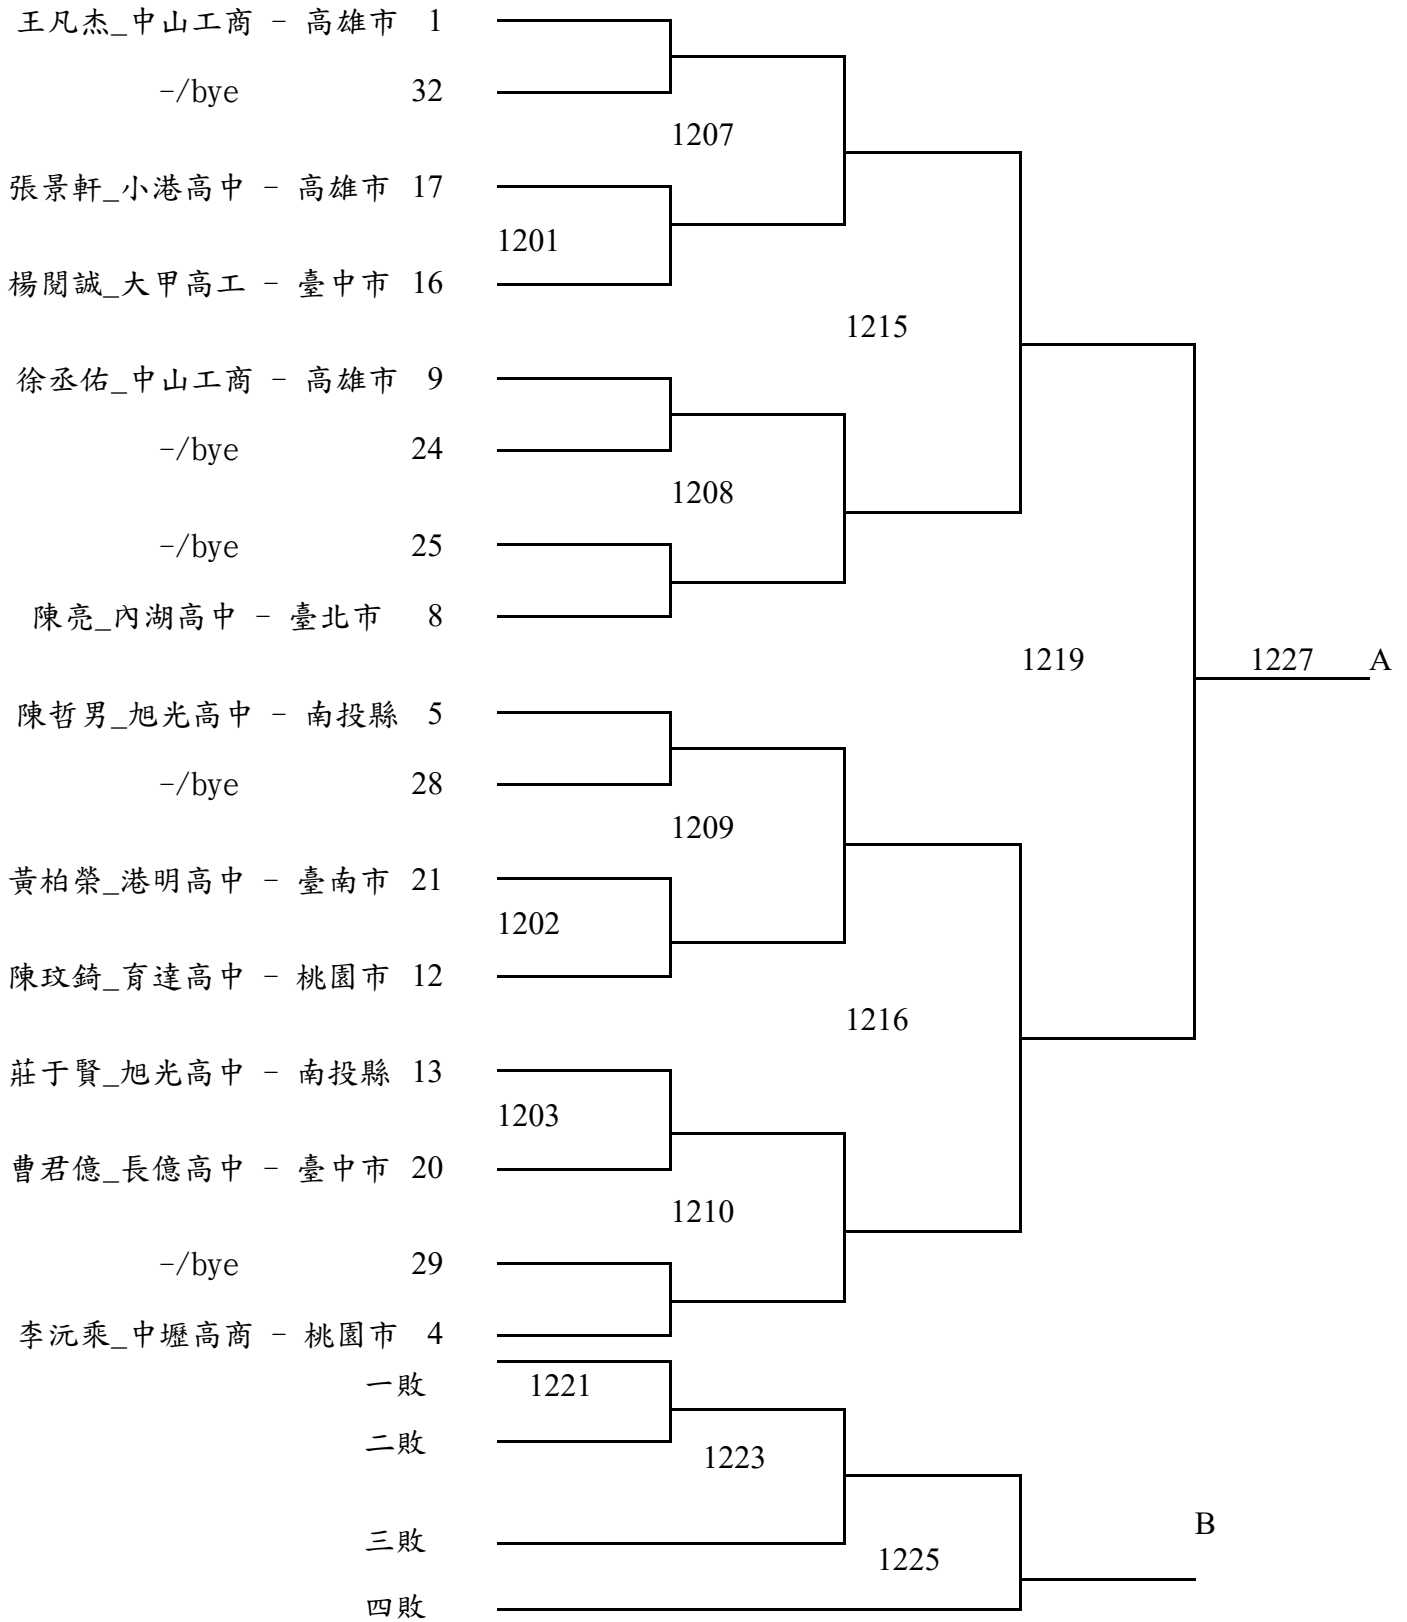 王凡杰_中山工商 - 高雄市 1
-/bye 32
1207
張景軒_小港高中 - 高雄市 17
1201
楊閱誠_大甲高工 - 臺中市 16
1215
徐丞佑_中山工商 - 高雄市 9
-/bye 24
1208
-/bye 25
陳亮_內湖高中 - 臺北市 8
1219 1227 A
陳哲男_旭光高中 - 南投縣 5
-/bye 28
1209
黃柏榮_港明高中 - 臺南市 21
1202
陳玟錡_育達高中 - 桃園市 12
1216
莊于賢_旭光高中 - 南投縣 13
1203
曹君億_長億高中 - 臺中市 20
1210
-/bye 29
李沅乘_中壢高商 - 桃園市 4
一敗 1221
二敗
1223
三敗
B
1225
四敗